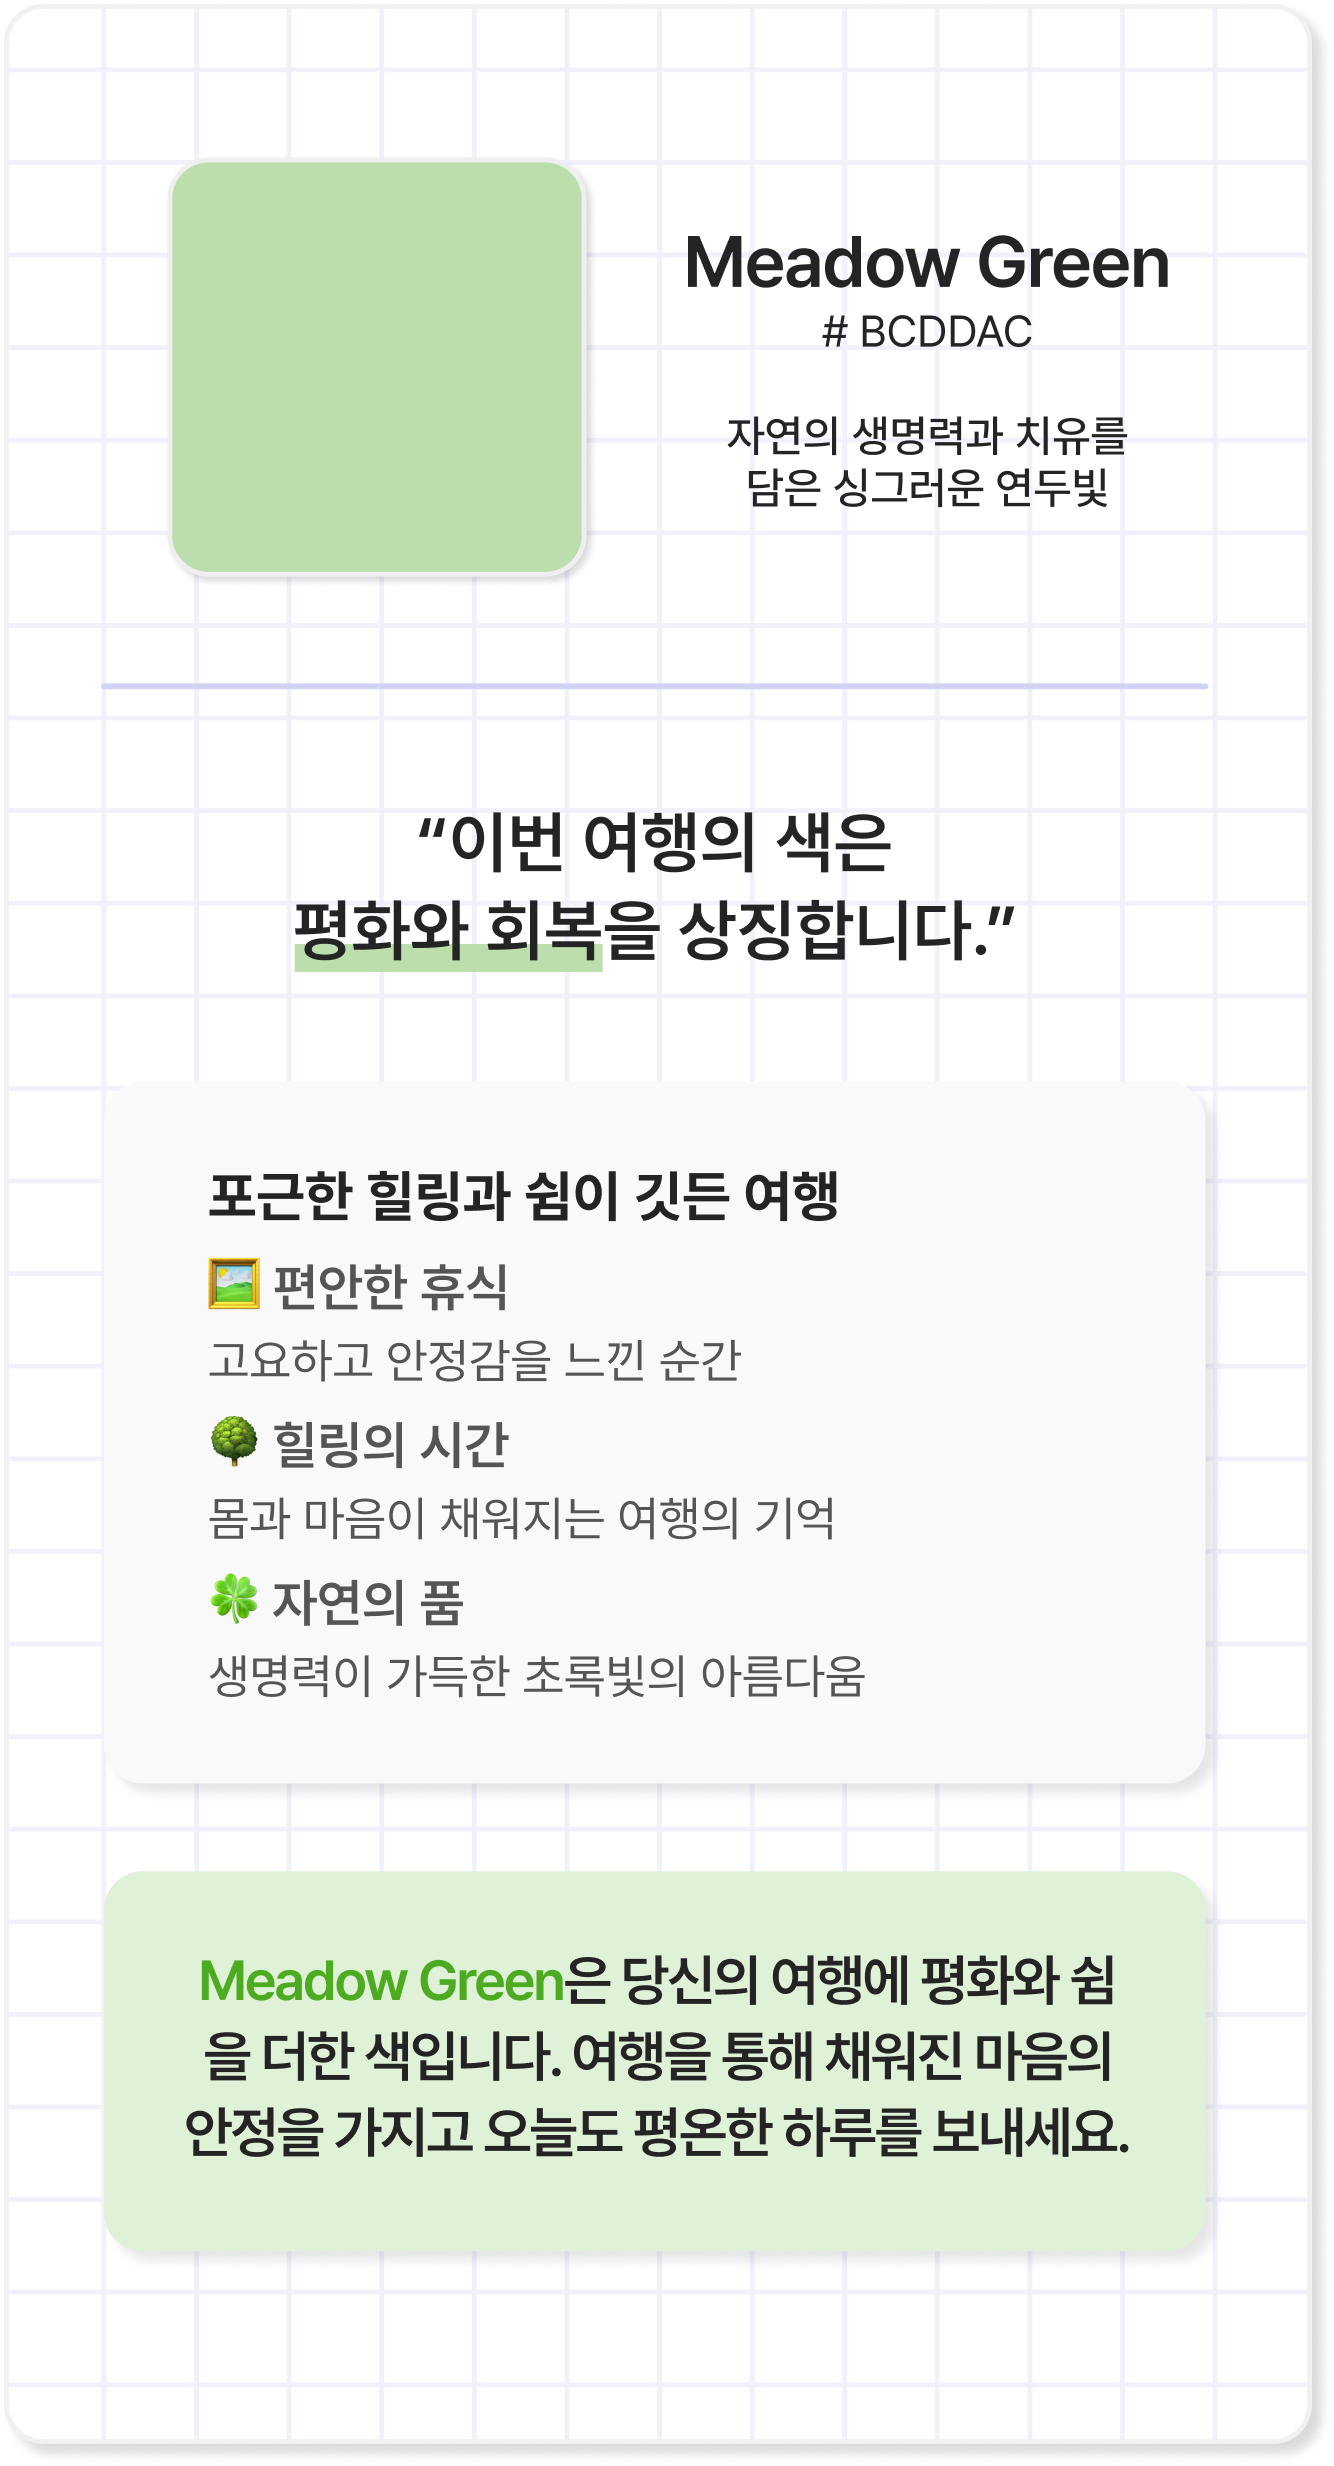 Meadow Green
# BCDDAC
자연의 생명력과 치유를
담은 싱그러운 연두빛
“이번 여행의 색은
평화와 회복을 상징합니다.”
포근한 힐링과 쉼이 깃든 여행
🖼️ 편안한 휴식
고요하고 안정감을 느낀 순간
🌳 힐링의 시간
몸과 마음이 채워지는 여행의 기억
🍀 자연의 품
생명력이 가득한 초록빛의 아름다움
Meadow Green은 당신의 여행에 평화와 쉼
을 더한 색입니다. 여행을 통해 채워진 마음의
안정을 가지고 오늘도 평온한 하루를 보내세요.